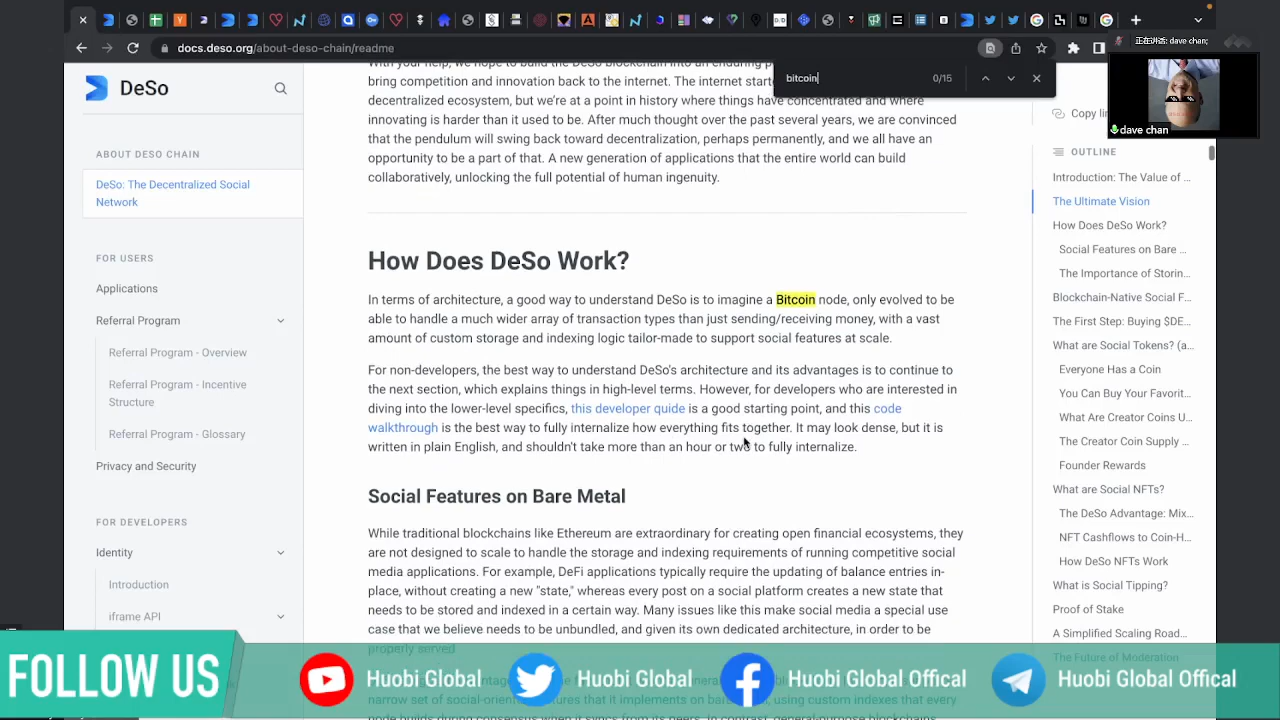 docs.deso.org/about-deso-chain/readme
bitcoin
0/15
正在讲话: dave chan;
dave chan
DeSo
Copy lin
ABOUT DESO CHAIN
DeSo: The Decentralized Social
Network
FOR USERS
Applications
Referral Program
Referral Program - Overview
Referral Program - Incentive
Structure
Referral Program - Glossary
Privacy and Security
FOR DEVELOPERS
Identity
Introduction
iframe API
With your help, we hope to build the DeSo blockchain into an enduring
bring competition and innovation back to the internet. The internet
decentralized ecosystem, but we're at a point in history where things have concentrated and where
innovating is harder than it used to be. After much thought over the past several years, we are convinced
that the pendulum will swing back toward decentralization, perhaps permanently, and we all have an
opportunity to be a part of that. A new generation of applications that the entire world can build
collaboratively, unlocking the full potential of human ingenuity.
How Does DeSo Work?
In terms of architecture, a good way to understand DeSo is to imagine a Bitcoin node, only evolved to be
able to handle a much wider array of transaction types than just sending/receiving money, with a vast
amount of custom storage and indexing logic tailor-made to support social features at scale.
For non-developers, the best way to understand DeSo's architecture and its advantages is to continue to
the next section, which explains things in high-level terms. However, for developers who are interested in
diving into the lower-level specifics, this developer guide is a good starting point, and this code
walkthrough is the best way to fully internalize how everything fits together. It may look dense, but it is
written in plain English, and shouldn't take more than an hour or two to fully internalize.
Social Features on Bare Metal
While traditional blockchains like Ethereum are extraordinary for creating open financial ecosystems, they
are not designed to scale to handle the storage and indexing requirements of running competitive social
media applications. For example, DeFi applications typically require the updating of balance entries in-
place, without creating a new "state," whereas every post on a social platform creates a new state that
needs to be stored and indexed in a certain way. Many issues like this make social media a special use
case that we believe needs to be unbundled, and given its own dedicated architecture, in order to be
properly served
OUTLINE
Introduction: The Value of ...
The Ultimate Vision
How Does DeSo Work?
Social Features on Bare ...
The Importance of Storin...
Blockchain-Native Social F...
The First Step: Buying $DE...
What are Social Tokens? (a...
Everyone Has a Coin
You Can Buy Your Favorit...
What Are Creator Coins U...
The Creator Coin Supply ...
Founder Rewards
What are Social NFTs?
The DeSo Advantage: Mix...
NFT Cashflows to Coin-H...
How DeSo NFTs Work
What is Social Tipping?
Proof of Stake
A Simplified Scaling Road...
The Future of Moderation
FOLLOW US
Huobi Global
Huobi Global
Huobi Global Offical
Huobi Global Offical